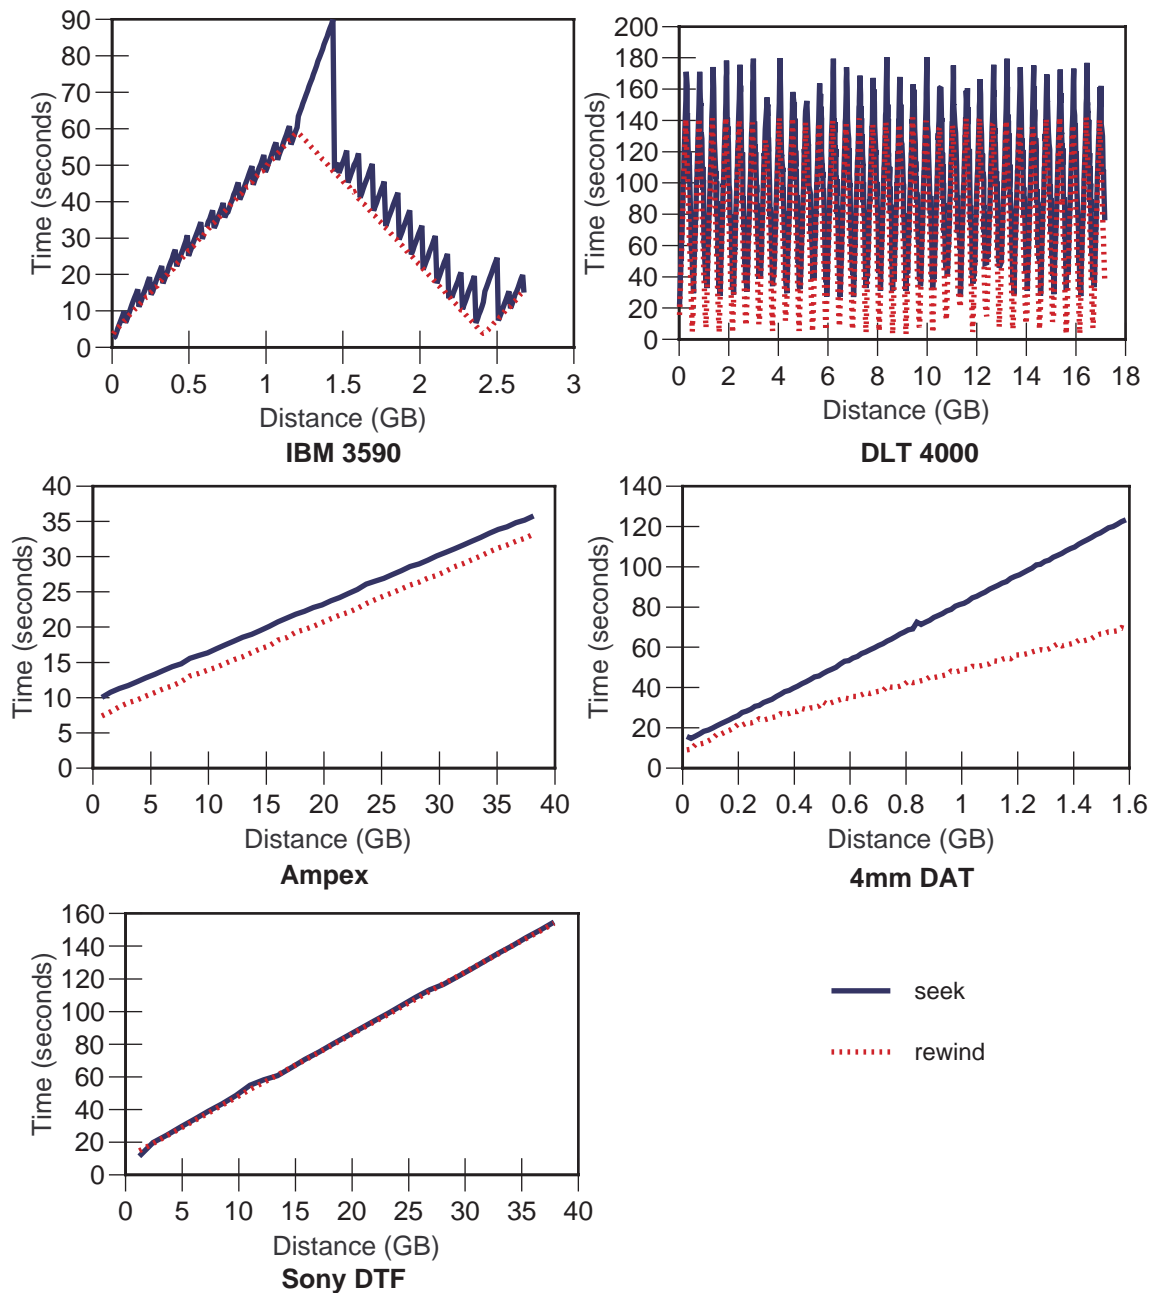 90
80
70
60
50
40
30
20
10
0
Time (seconds)
0 0.5 1 1.5 2 2.5 3
Distance (GB)
IBM 3590
200
180
160
140
120
100
80
60
40
20
0
Time (seconds)
0 2 4 6 8 10 12 14 16 18
Distance (GB)
DLT 4000
40
35
30
25
20
15
10
5
0
Time (seconds)
0 5 10 15 20 25 30 35 40
Distance (GB)
Ampex
140
120
100
80
60
40
20
0
Time (seconds)
0 0.2 0.4 0.6 0.8 1 1.2 1.4 1.6
Distance (GB)
4mm DAT
160
140
120
100
80
60
40
20
0
Time (seconds)
0 5 10 15 20 25 30 35 40
Distance (GB)
Sony DTF
seek
rewind